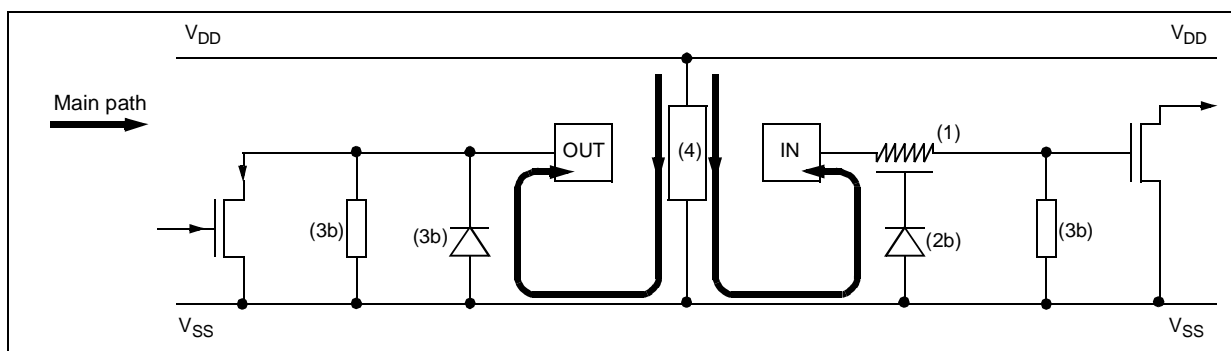 VDD
VDD
Main path
OUT
(4)
IN
(1)
(3b)
(3b)
(2b)
(3b)
VSS
VSS